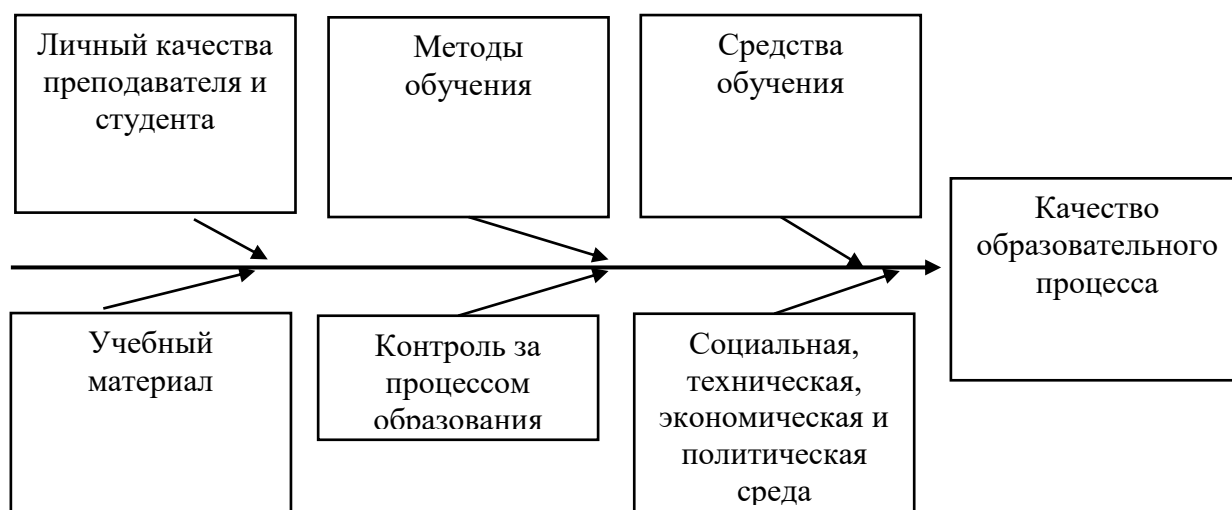 Личный качества
преподавателя и
студента
Методы
обучения
Средства
обучения
Качество
образовательного
процесса
Учебный
материал
Контроль за
процессом
образования
Социальная,
техническая,
экономическая и
политическая
среда